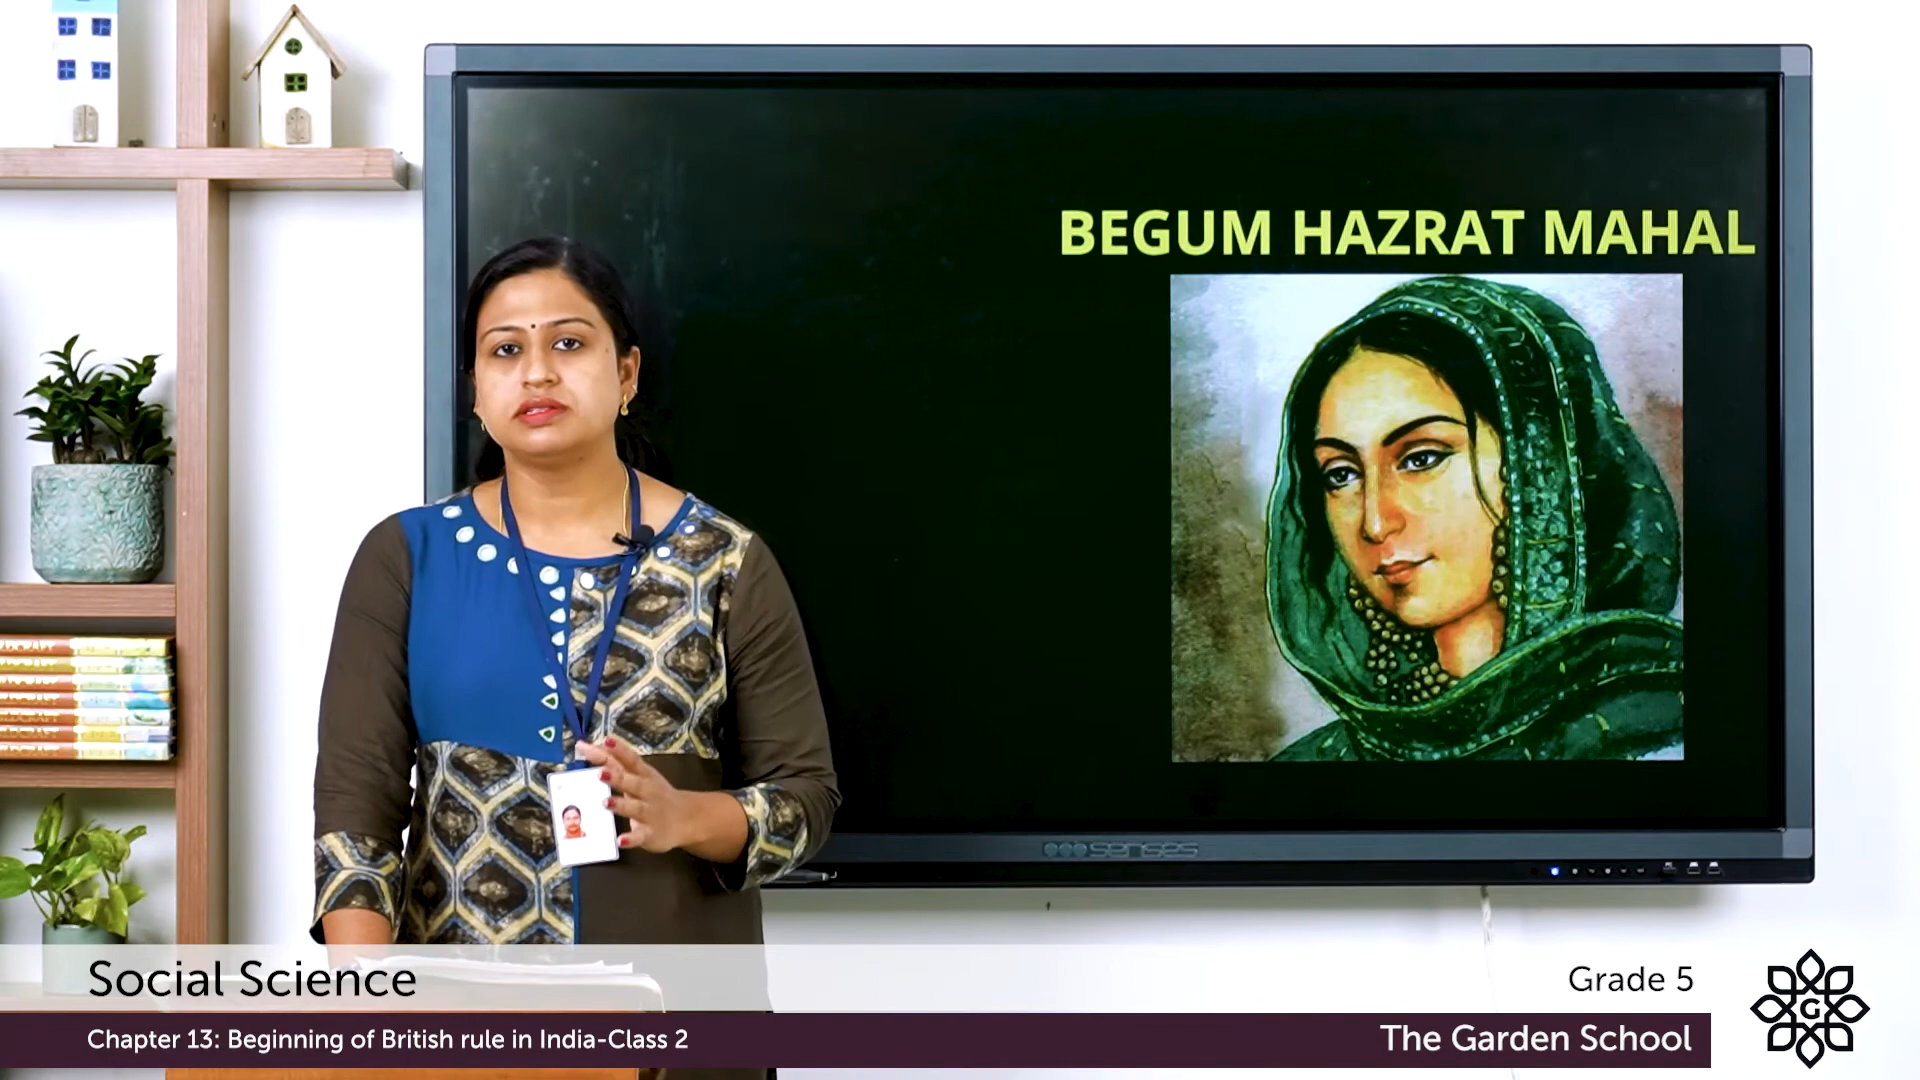 BEGUM HAZRAT MAHAL
senses
Social Science
Grade 5
Chapter 13: Beginning of British rule in India-Class 2
The Garden School
G